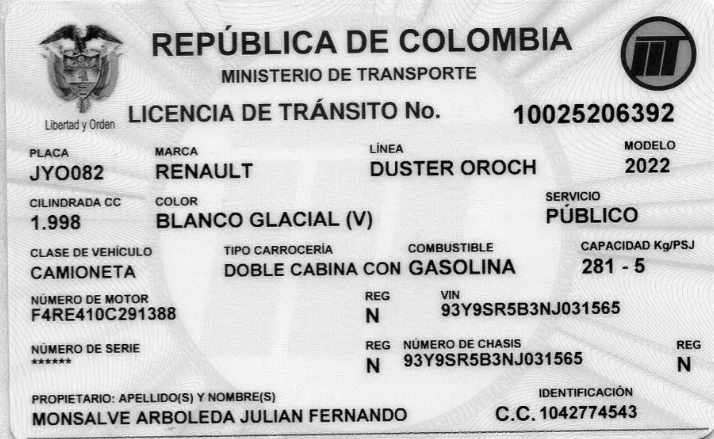 REPÚBLICA DE COLOMBIA
MINISTERIO DE TRANSPORTE
Libertad y Orden
LICENCIA DE TRÁNSITO No. 10025206392
PLACA MARCA LÍNEA MODELO
JYO082 RENAULT DUSTER OROCH 2022
CILINDRADA CC COLOR SERVICIO
1.998 BLANCO GLACIAL (V) PÚBLICO
CLASE DE VEHÍCULO TIPO CARROCERÍA COMBUSTIBLE CAPACIDAD Kg/PSJ
CAMIONETA DOBLE CABINA CON GASOLINA 281 - 5
NÚMERO DE MOTOR REG VIN
F4RE410C291388 N 93Y9SR5B3NJ031565
NÚMERO DE SERIE REG NÚMERO DE CHASIS REG
****** N 93Y9SR5B3NJ031565 N
PROPIETARIO: APELLIDO(S) Y NOMBRE(S) IDENTIFICACIÓN
MONSALVE ARBOLEDA JULIAN FERNANDO C.C. 1042774543